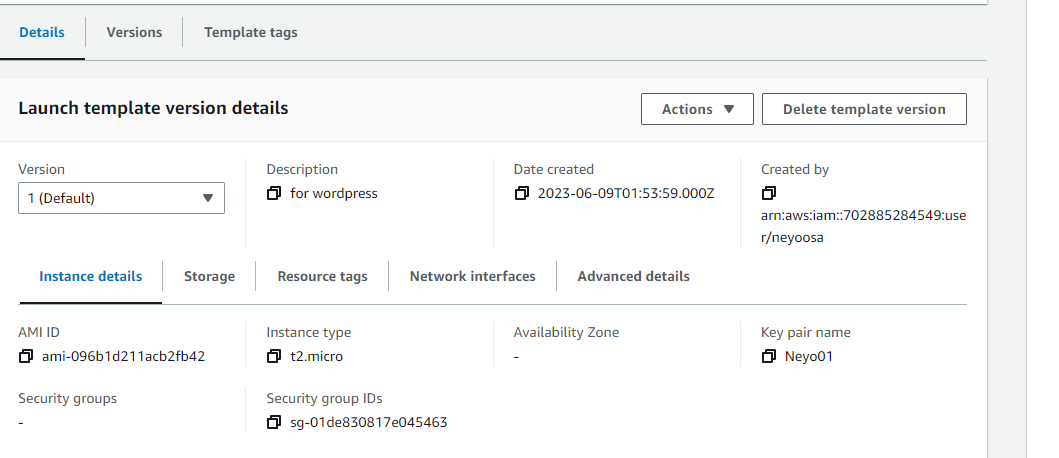 Details
Versions
Template tags
Launch template version details
Actions
Delete template version
Version
Description
Date created
Created by
1 (Default)
for wordpress
2023-06-09T01:53:59.000Z
arn:aws:iam::702885284549:use
r/neyoosa
Instance details
Storage
Resource tags
Network interfaces
Advanced details
AMI ID
Instance type
Availability Zone
Key pair name
ami-096b1d211acb2fb42
t2.micro
-
Neyo01
Security groups
Security group IDs
-
sg-01de830817e045463